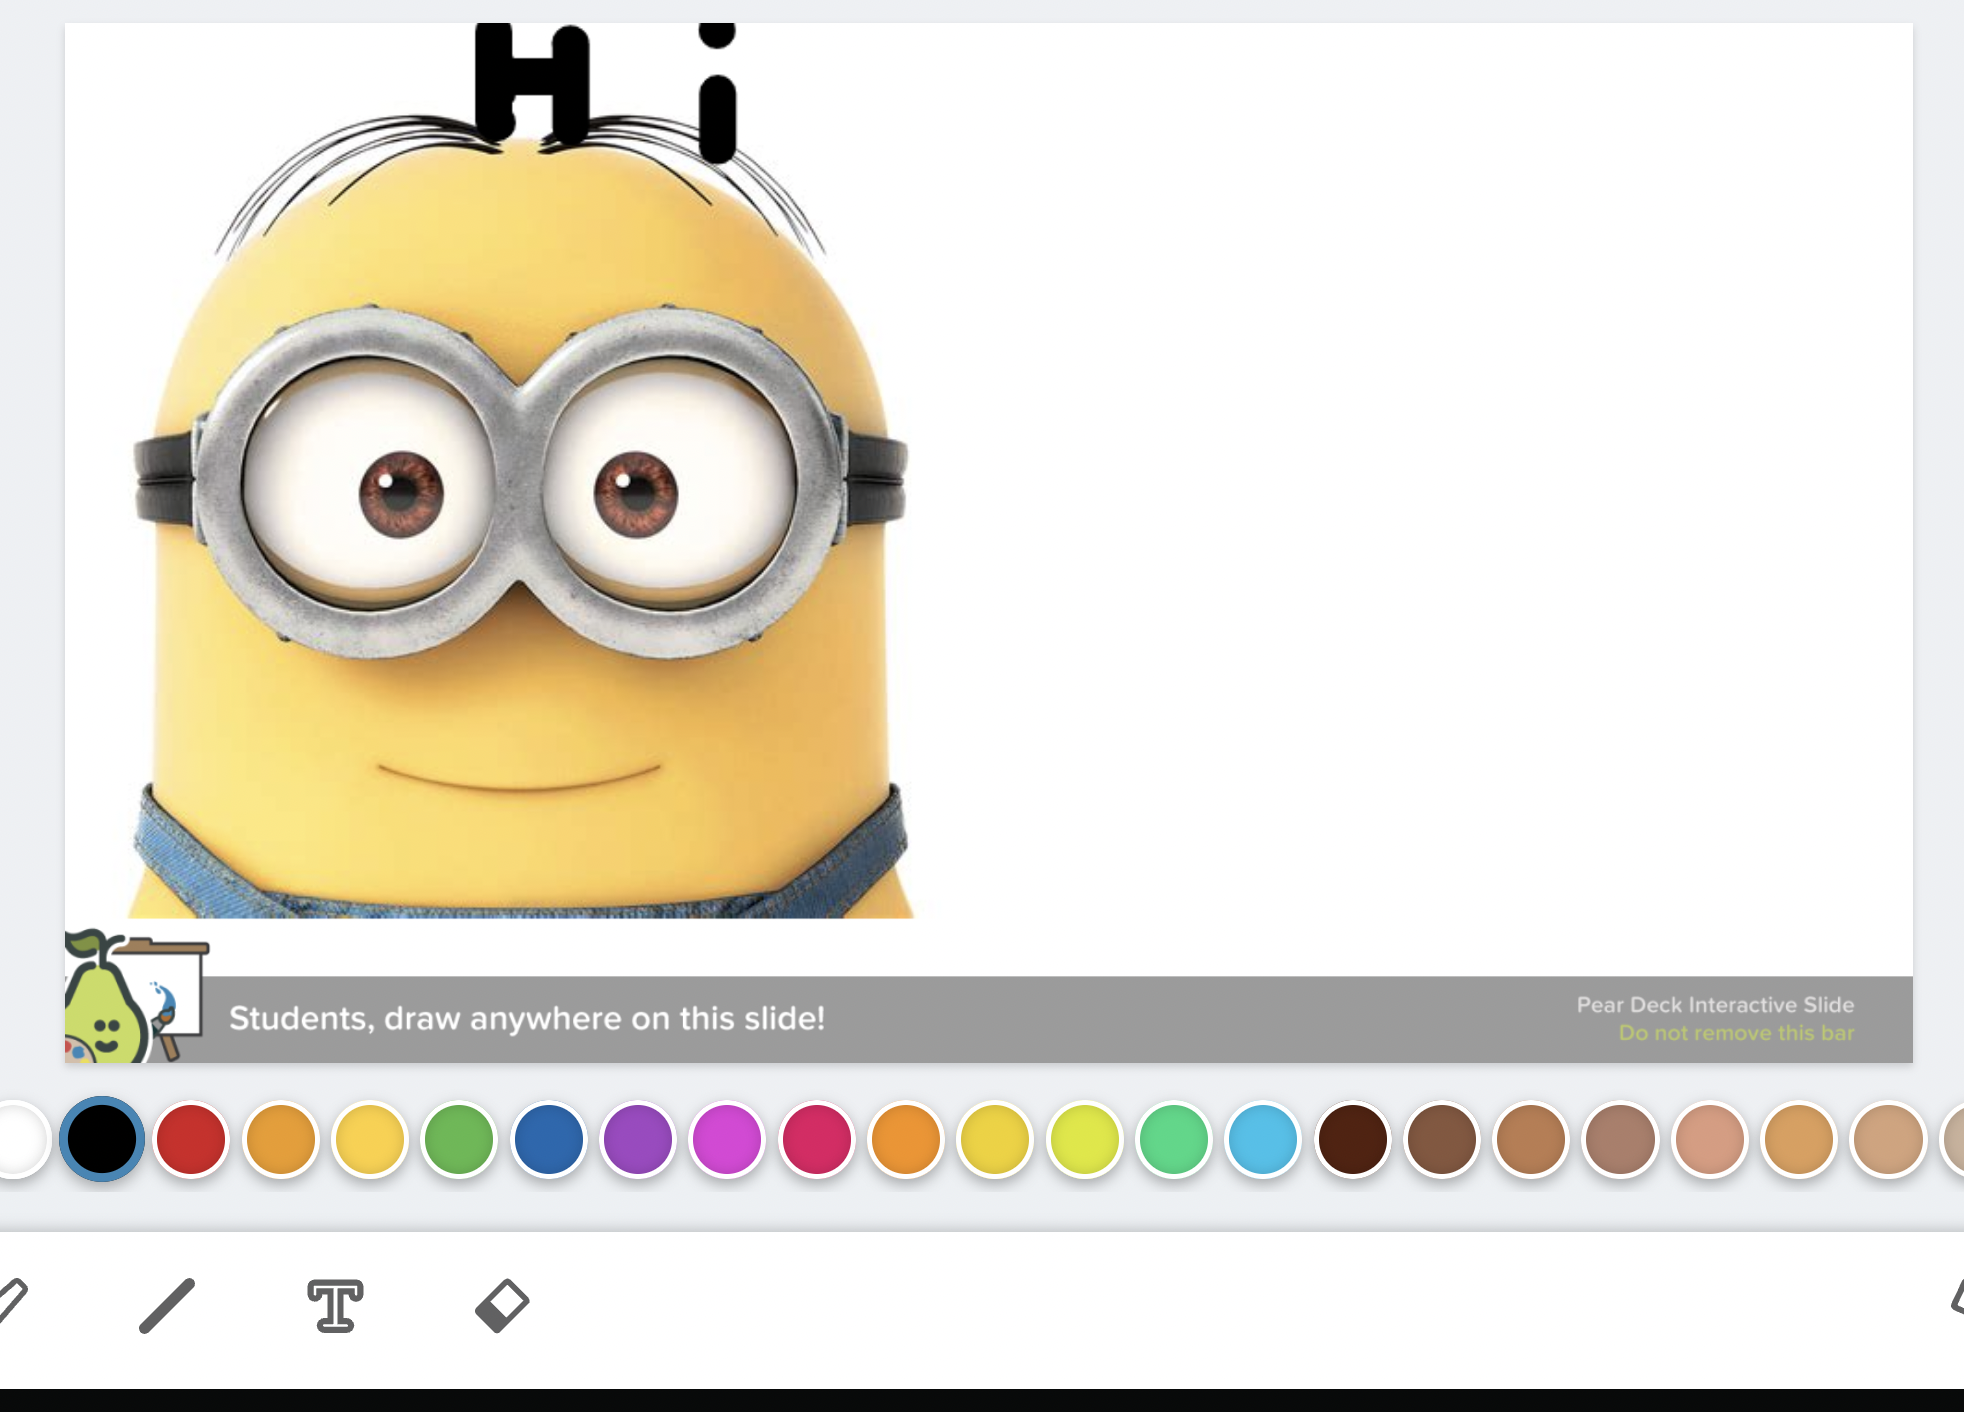 Hi
Students, draw anywhere on this slide!
Pear Deck Interactive Slide
Do not remove this bar